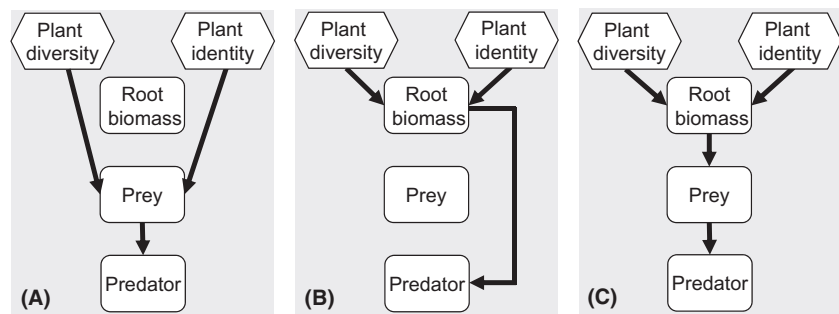 Plant
diversity
Plant
identity
Root
biomass
Prey
Predator
(A)
Plant
diversity
Plant
identity
Root
biomass
Prey
Predator
(B)
Plant
diversity
Plant
identity
Root
biomass
Prey
Predator
(C)